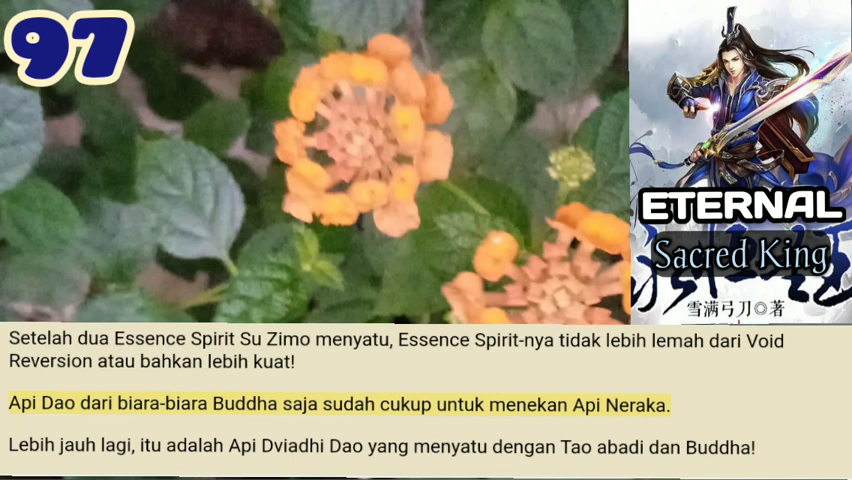 97
ETERNAL
Sacred King
雪满弓刀◎著
Setelah dua Essence Spirit Su Zimo menyatu, Essence Spirit-nya tidak lebih lemah dari Void
Reversion atau bahkan lebih kuat!
Api Dao dari biara-biara Buddha saja sudah cukup untuk menekan Api Neraka.
Lebih jauh lagi, itu adalah Api Dviadhi Dao yang menyatu dengan Tao abadi dan Buddha!